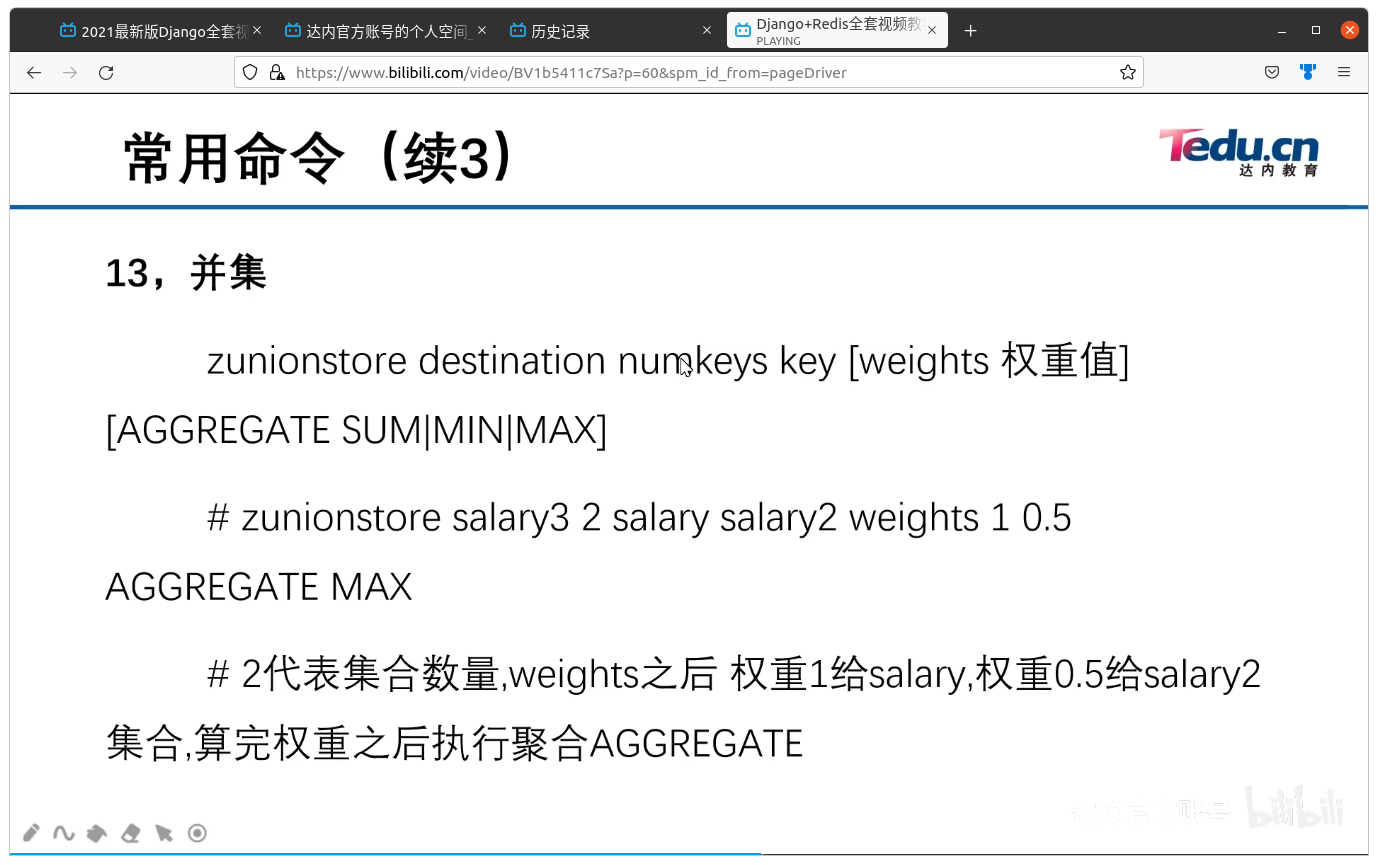 2021最新版Django全套视
达内官方账号的个人空间_
历史记录
Django+Redis全套视频教
PLAYING
https://www.bilibili.com/video/BV1b5411c7Sa?p=60&spm_id_from=pageDriver
常用命令（续3）
Tedu.cn
达内教育
13，并集
zunionstore destination numkeys key [weights 权重值]
[AGGREGATE SUM|MIN|MAX]
# zunionstore salary3 2 salary salary2 weights 1 0.5
AGGREGATE MAX
# 2代表集合数量,weights之后 权重1给salary,权重0.5给salary2
集合,算完权重之后执行聚合AGGREGATE
达内官方账号 bilibili